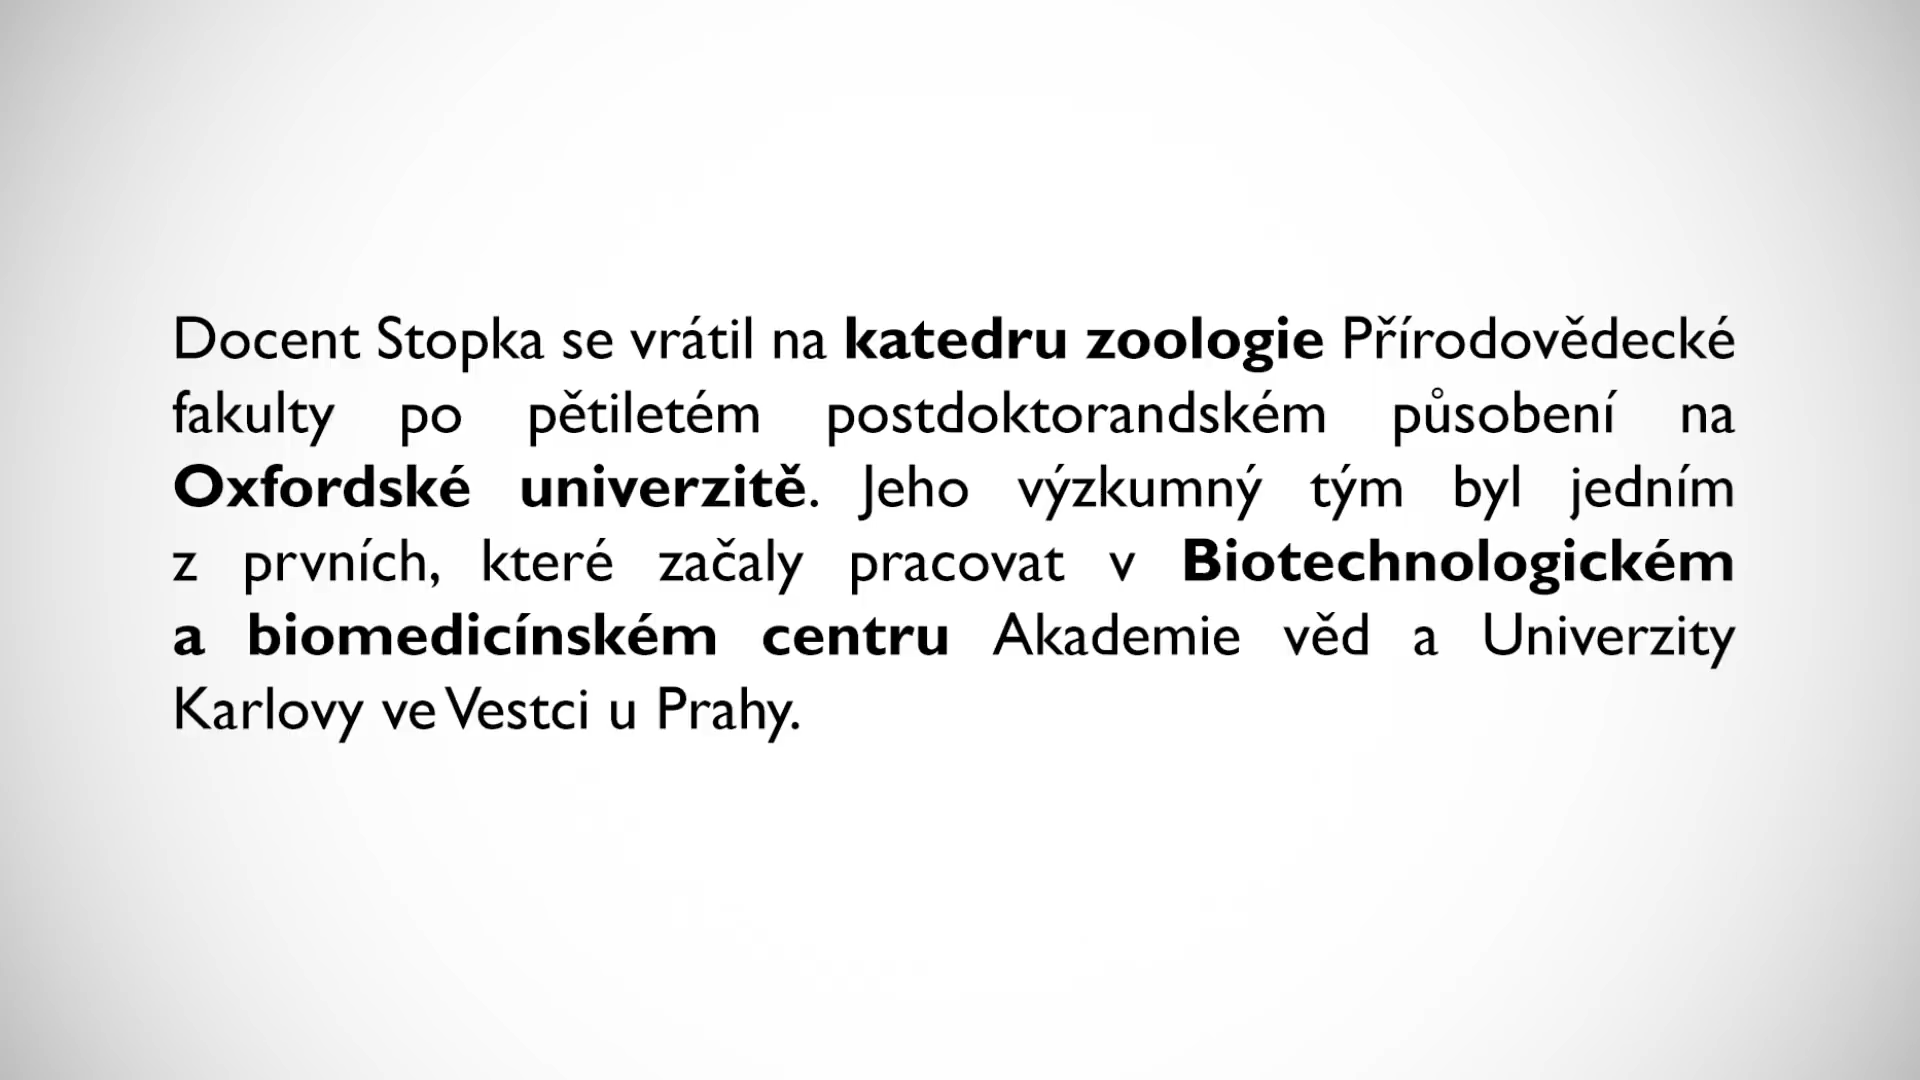 Docent Stopka se vrátil na katedru zoologie Přírodovědecké
fakulty po pětiletém postdoktorandském působení na
Oxfordské univerzitě. Jeho výzkumný tým byl jedním
z prvních, které začaly pracovat v Biotechnologickém
a biomedicínském centru Akademie věd a Univerzity
Karlovy ve Vestci u Prahy.